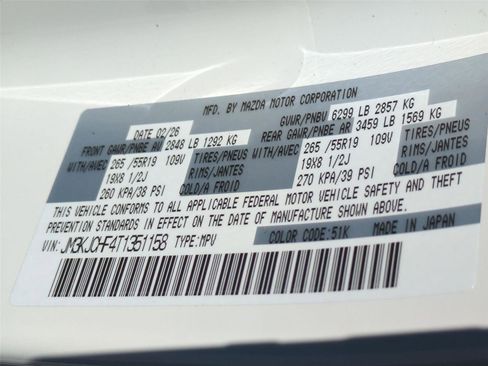 MFD. BY MAZDA MOTOR CORPORATION
DATE 02/26 GVWR/PNBV 6299 LB 2857 KG
FRONT GAWR/PNBE AV 2848 LB 1292 KG REAR GAWR/PNBE AR 3459 LB 1569 KG
WITH/AVEC 265/55R19 109V TIRES/PNEUS WITH/AVEC 265/55R19 109V TIRES/PNEUS
19X8 1/2J RIMS/JANTES 19X8 1/2J RIMS/JANTES
260 KPA/38 PSI COLD/A FROID 270 KPA/39 PSI COLD/A FROID
THIS VEHICLE CONFORMS TO ALL APPLICABLE FEDERAL MOTOR VEHICLE SAFETY AND THEFT
PREVENTION STANDARDS IN EFFECT ON THE DATE OF MANUFACTURE SHOWN ABOVE.
VIN: JM3KJCHF4T1351158 TYPE:MPV COLOR CODE:51K MADE IN JAPAN